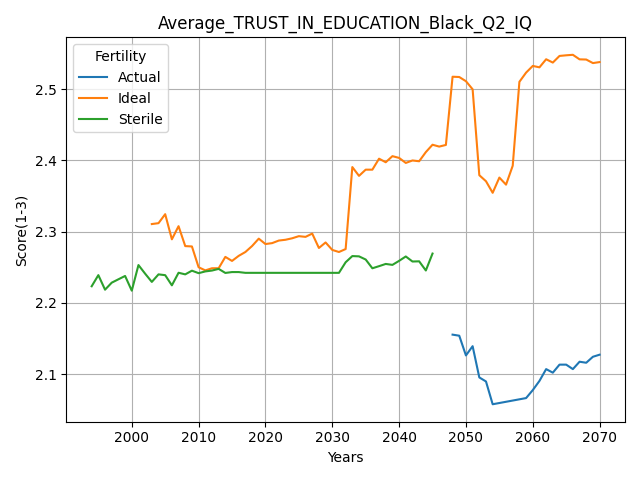 Average_TRUST_IN_EDUCATION_Black_Q2_IQ
Fertility
Actual
Ideal
Sterile
Score(1-3)
2.5
2.4
2.3
2.2
2.1
2000 2010 2020 2030 2040 2050 2060 2070
Years